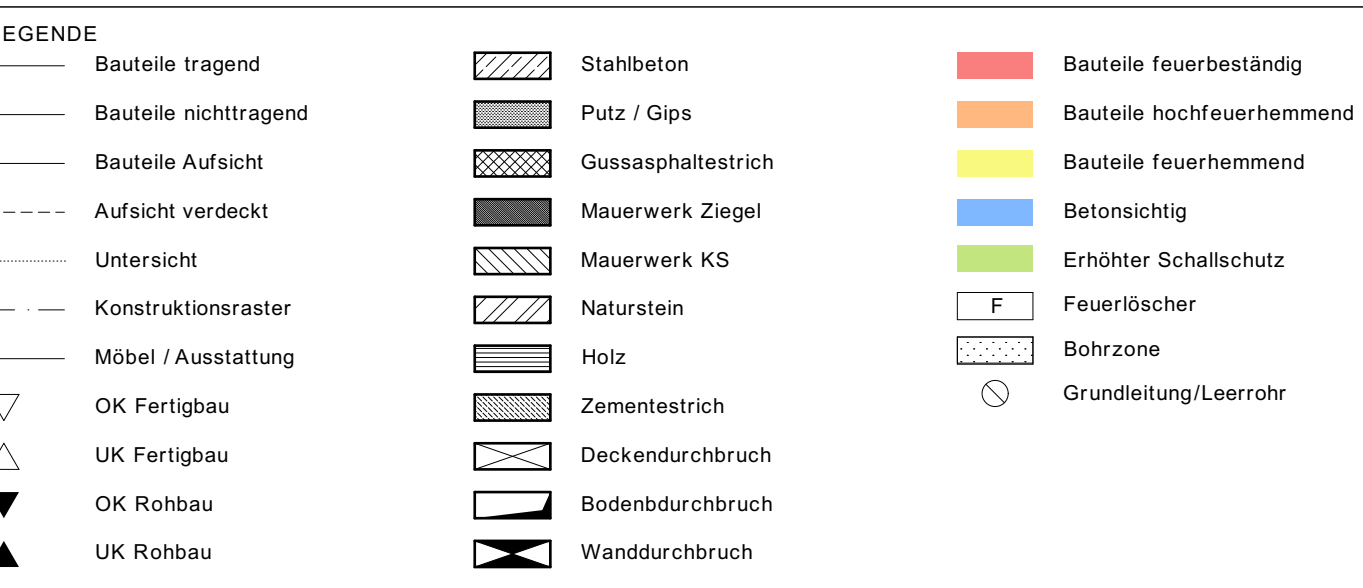 EGENDE
Bauteile tragend
Bauteile nichttragend
Bauteile Aufsicht
Aufsicht verdeckt
Untersicht
Konstruktionsraster
Möbel / Ausstattung
OK Fertigbau
UK Fertigbau
OK Rohbau
UK Rohbau
Stahlbeton
Putz / Gips
Gussasphaltestrich
Mauerwerk Ziegel
Mauerwerk KS
Naturstein
Holz
Zementestrich
Deckendurchbruch
Bodenbdurchbruch
Wanddurchbruch
Bauteile feuerbeständig
Bauteile hochfeuerhemmend
Bauteile feuerhemmend
Betonsichtig
Erhöhter Schallschutz
F Feuerlöscher
Bohrzone
Grundleitung/Leerrohr